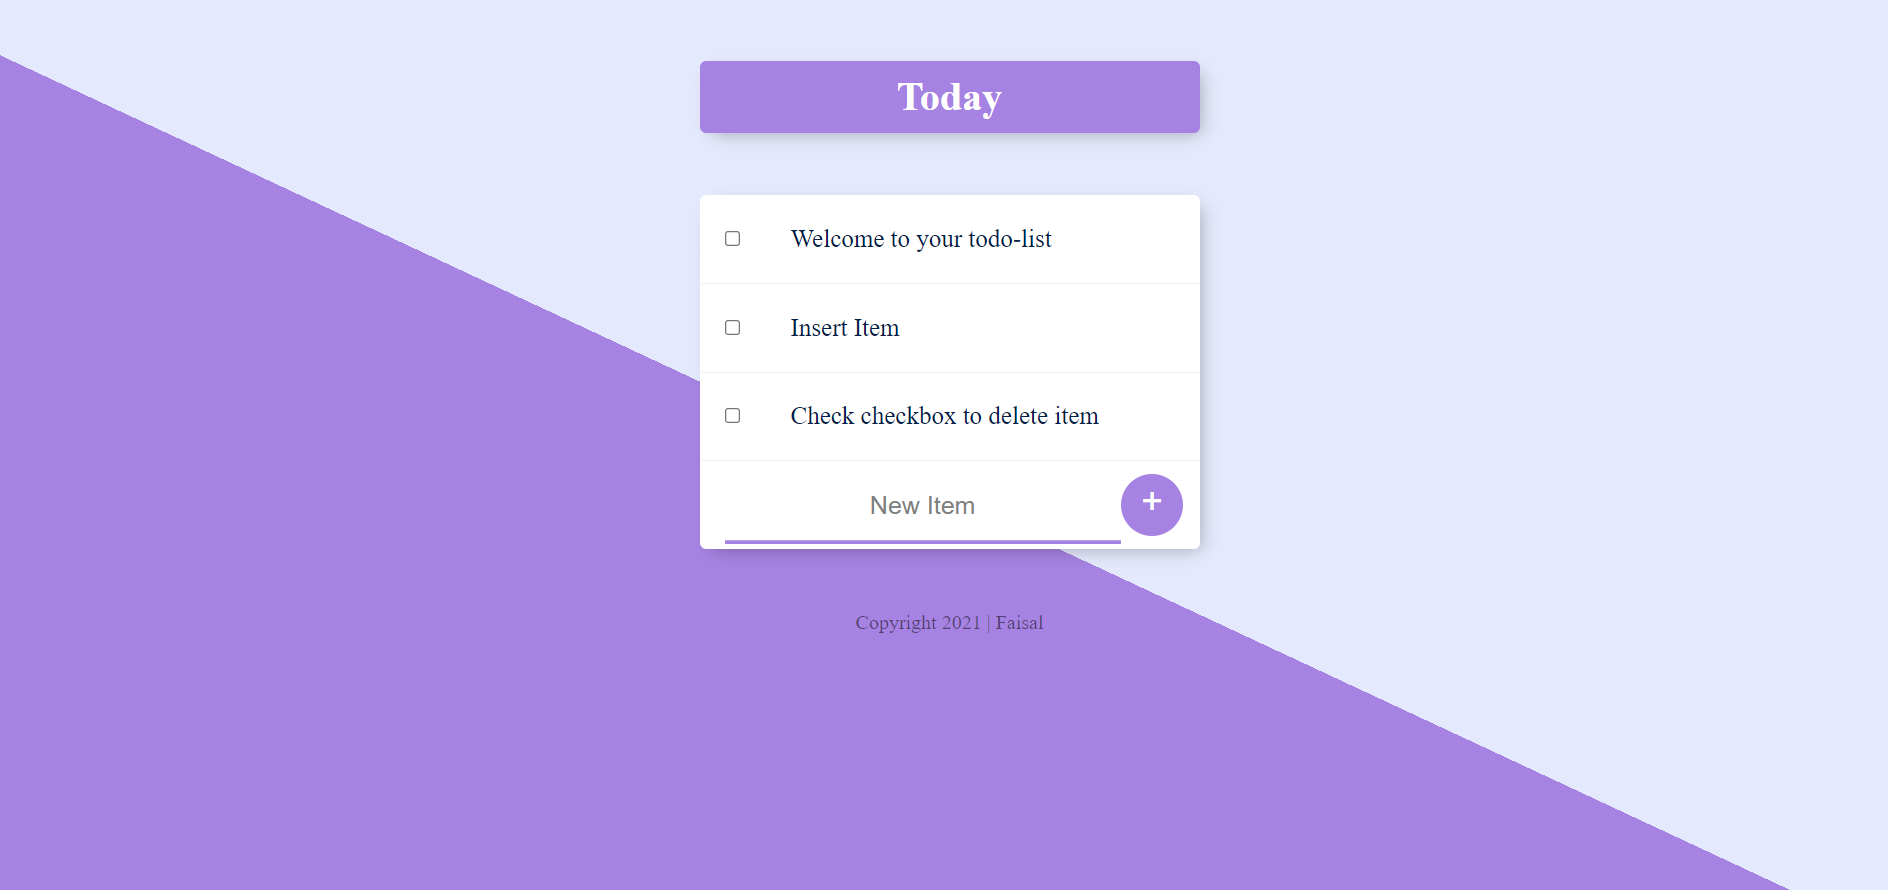 Today
Welcome to your todo-list
Insert Item
Check checkbox to delete item
New Item
+
Copyright 2021 | Faisal